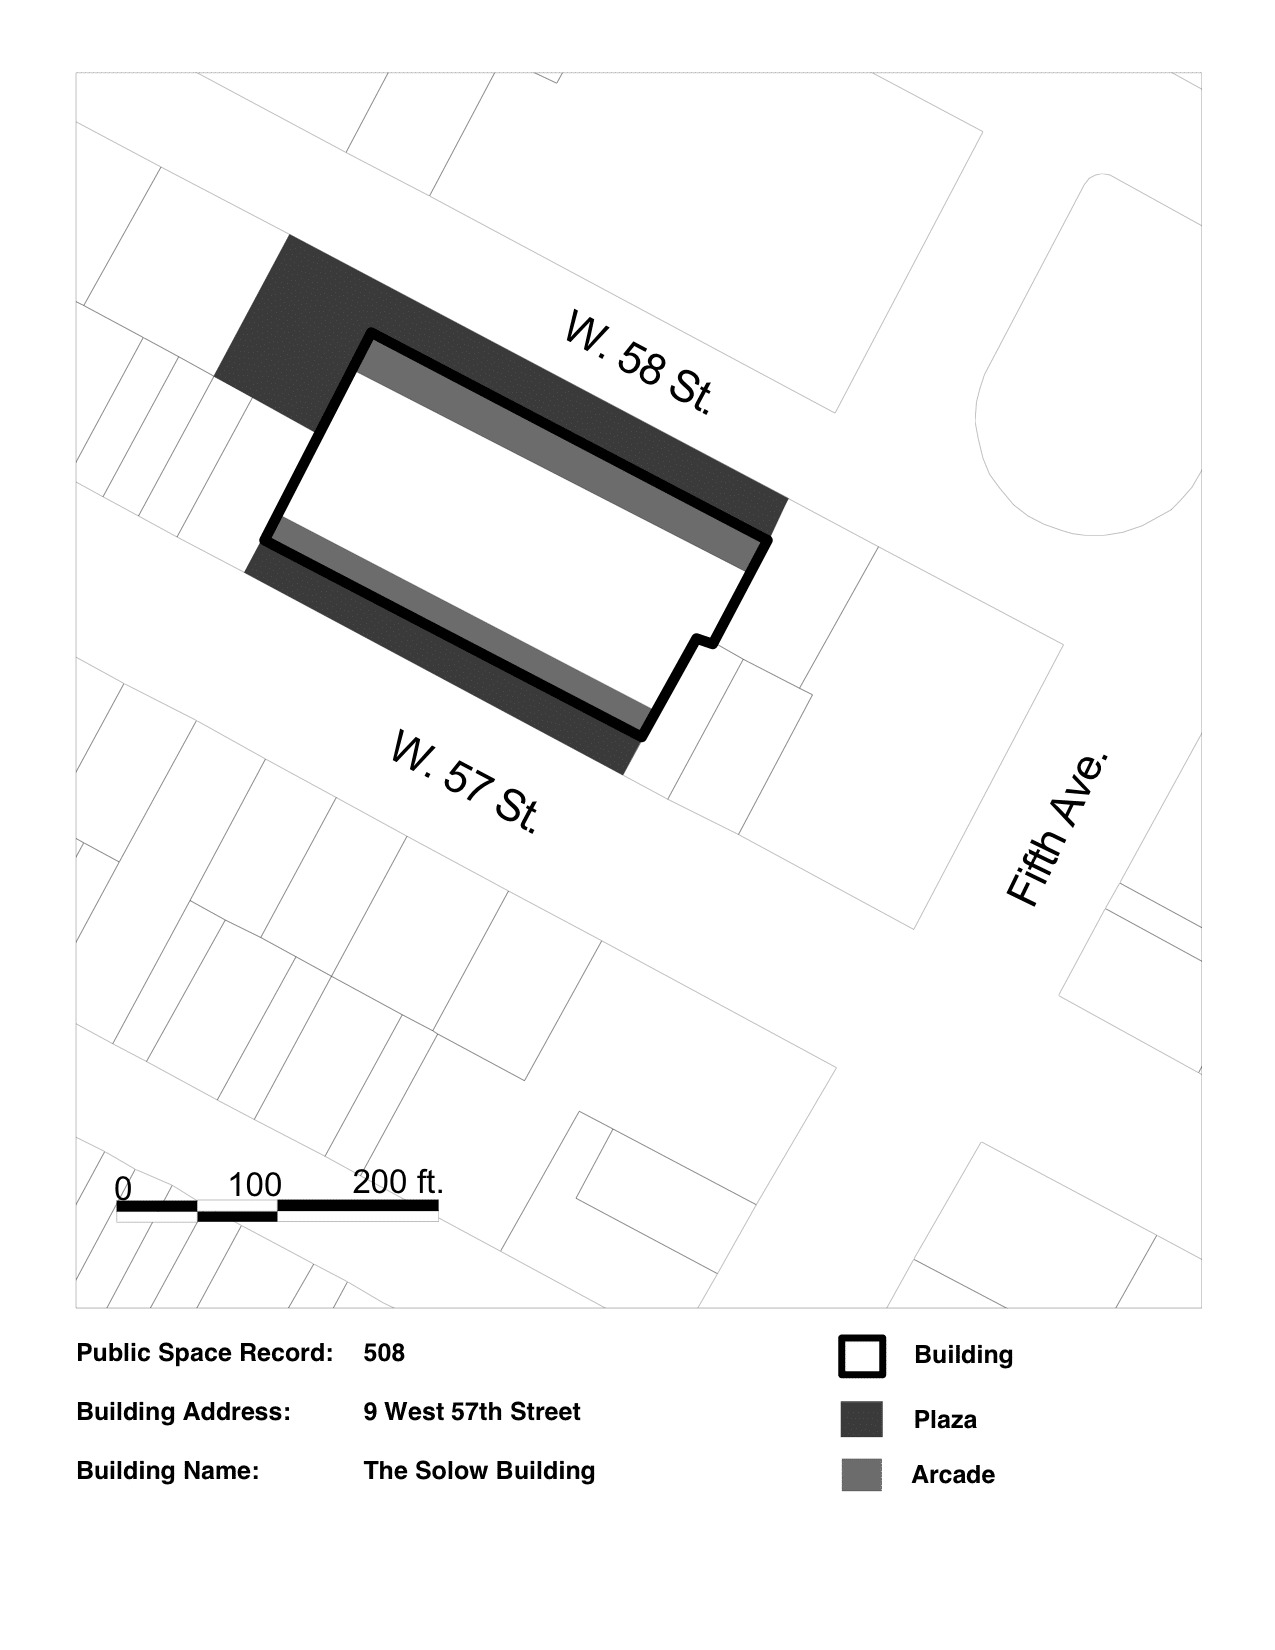 W. 58 St.
W. 57 St.
Fifth Ave.
0 100 200 ft.
Public Space Record: 508
Building Address: 9 West 57th Street
Building Name: The Solow Building
Building
Plaza
Arcade